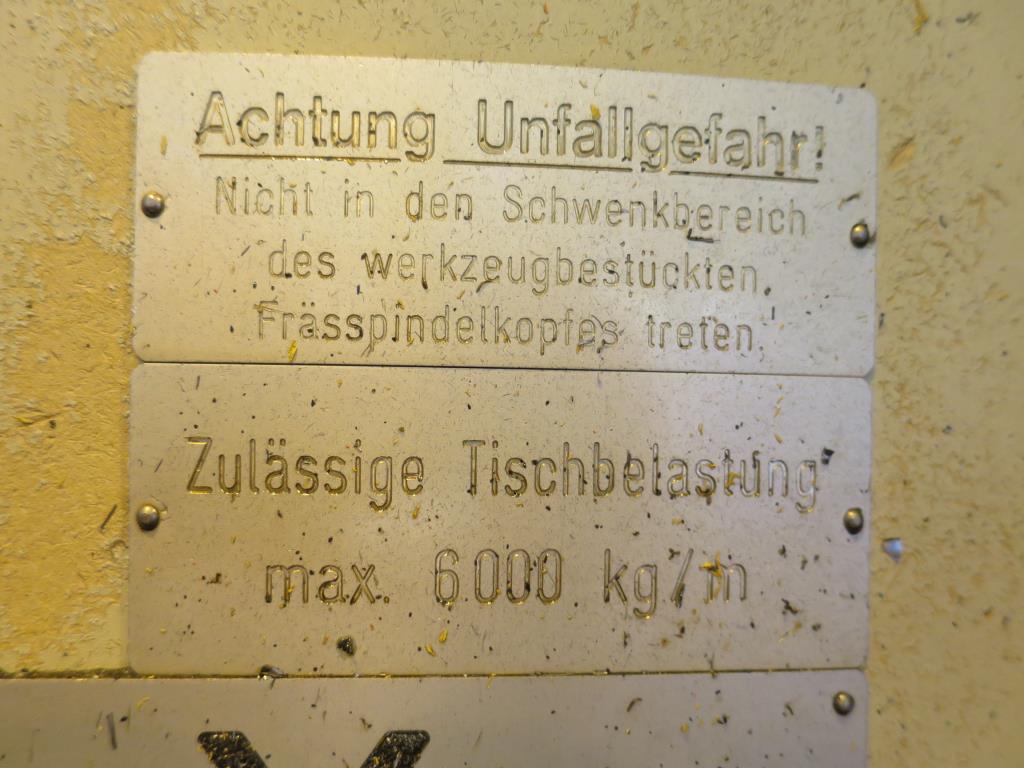 Achtung Unfallgefahr!
Nicht in den Schwenkbereich
des werkzeugbestückten
Frässpindelkopfes treten.
Zulässige Tischbelastung
max. 6000 kg/m
X